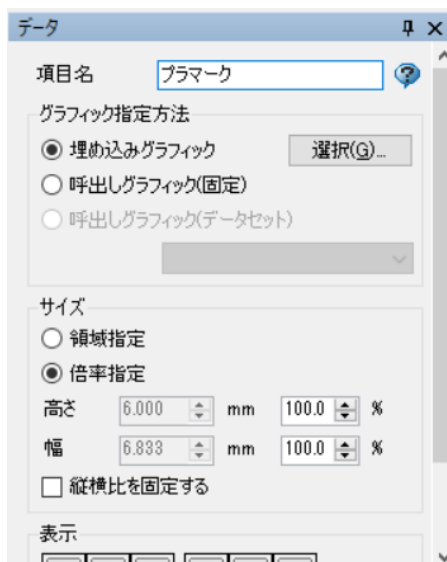 データ
項目名 プラマーク
グラフィック指定方法
埋め込みグラフィック 選択(G)...
呼出しグラフィック(固定)
呼出しグラフィック(データセット)
サイズ
領域指定
倍率指定
高さ 6.000 mm 100.0 %
幅 6.833 mm 100.0 %
縦横比を固定する
表示